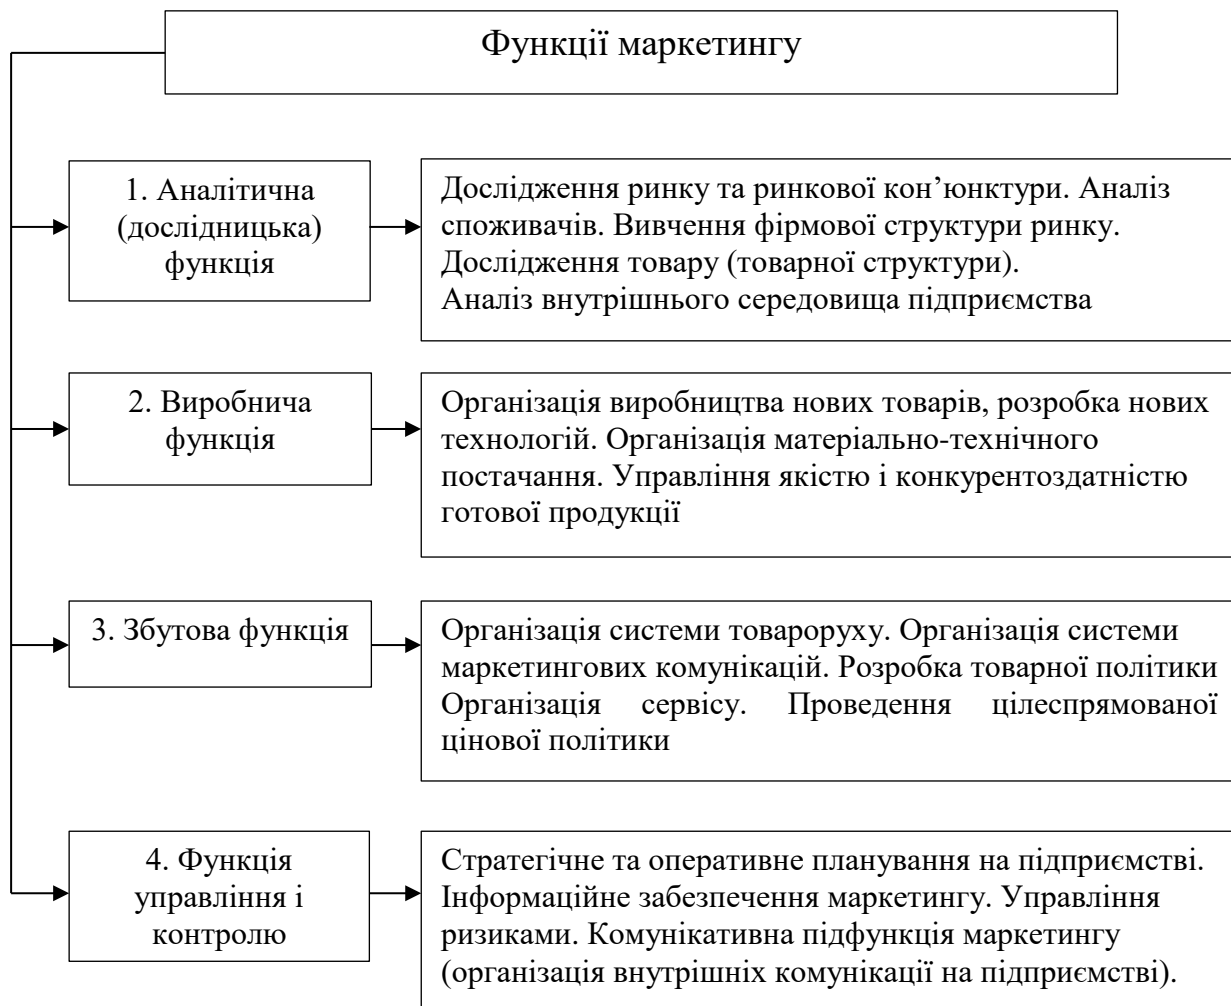 Функції маркетингу
1. Аналітична
(дослідницька)
функція
Дослідження ринку та ринкової кон’юнктури. Аналіз
споживачів. Вивчення фірмової структури ринку.
Дослідження товару (товарної структури).
Аналіз внутрішнього середовища підприємства
2. Виробнича
функція
Організація виробництва нових товарів, розробка нових
технологій. Організація матеріально-технічного
постачання. Управління якістю і конкурентоздатністю
готової продукції
3. Збутова функція
Організація системи товароруху. Організація системи
маркетингових комунікацій. Розробка товарної політики
Організація сервісу. Проведення цілеспрямованої
цінової політики
4. Функція
управління і
контролю
Стратегічне та оперативне планування на підприємстві.
Інформаційне забезпечення маркетингу. Управління
ризиками. Комунікативна підфункція маркетингу
(організація внутрішніх комунікації на підприємстві).